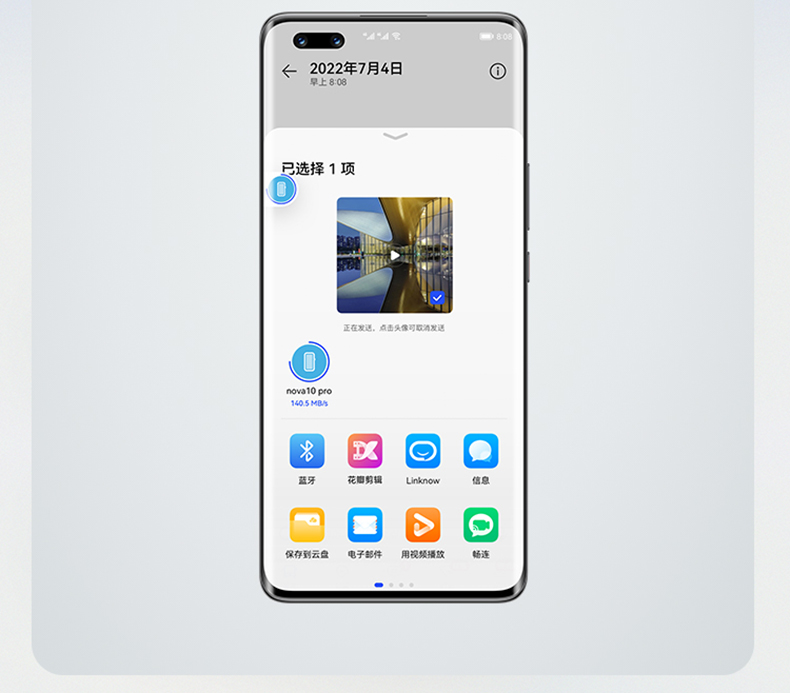 8:08
2022年7月4日
早上 8:08
已选择 1 项
正在发送，点击头像可取消发送
nova10 pro
140.5 MB/s
蓝牙
花瓣剪辑
Linknow
信息
保存到云盘
电子邮件
用视频播放
畅连